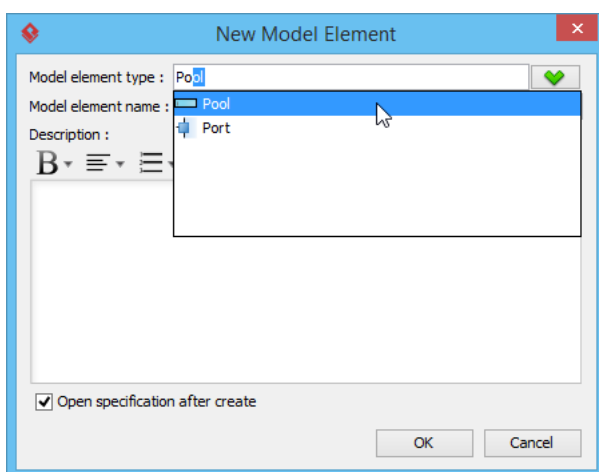 New Model Element
Model element type : Pool
Model element name :
Pool
Port
Description :
B
Open specification after create
OK Cancel